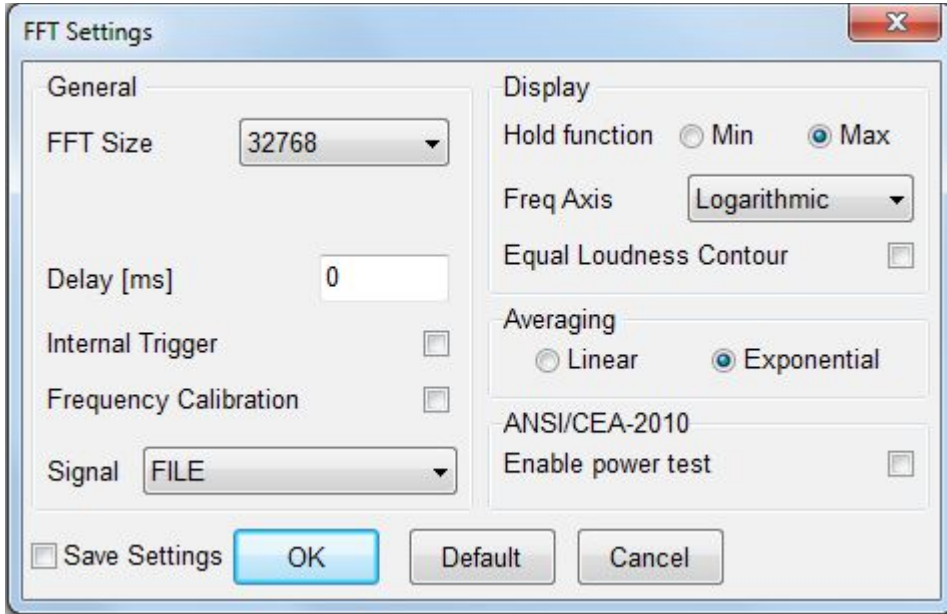 FFT Settings
General
FFT Size 32768
Delay [ms] 0
Internal Trigger
Frequency Calibration
Signal FILE
Display
Hold function Min Max
Freq Axis Logarithmic
Equal Loudness Contour
Averaging
Linear Exponential
ANSI/CEA-2010
Enable power test
Save Settings OK Default Cancel